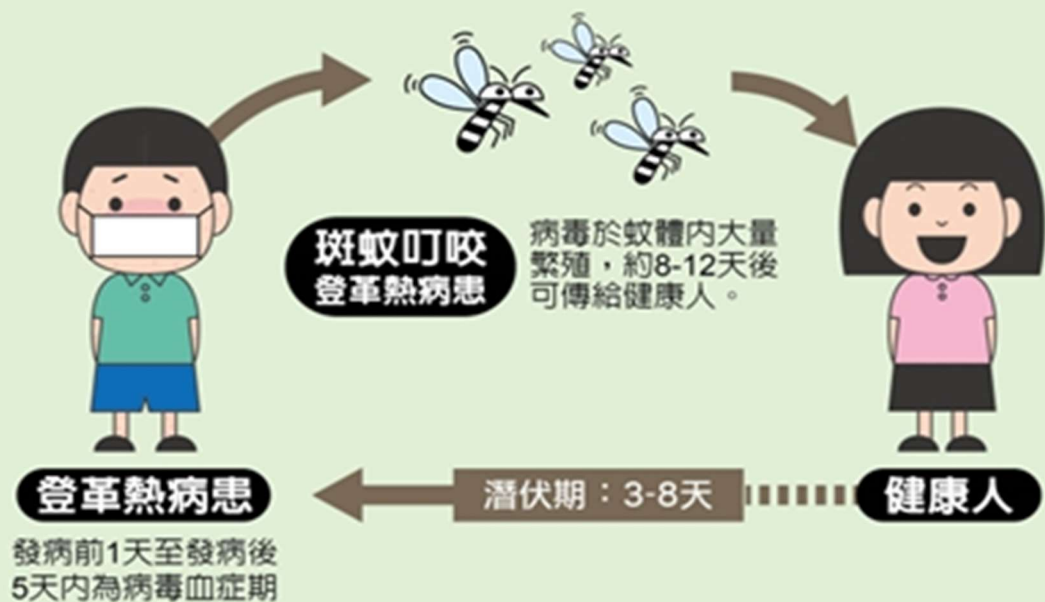 斑蚊叮咬
登革熱病患
病毒於蚊體內大量
繁殖，約8-12天後
可傳給健康人。
登革熱病患
潛伏期：3-8天
健康人
發病前1天至發病後
5天內為病毒血症期